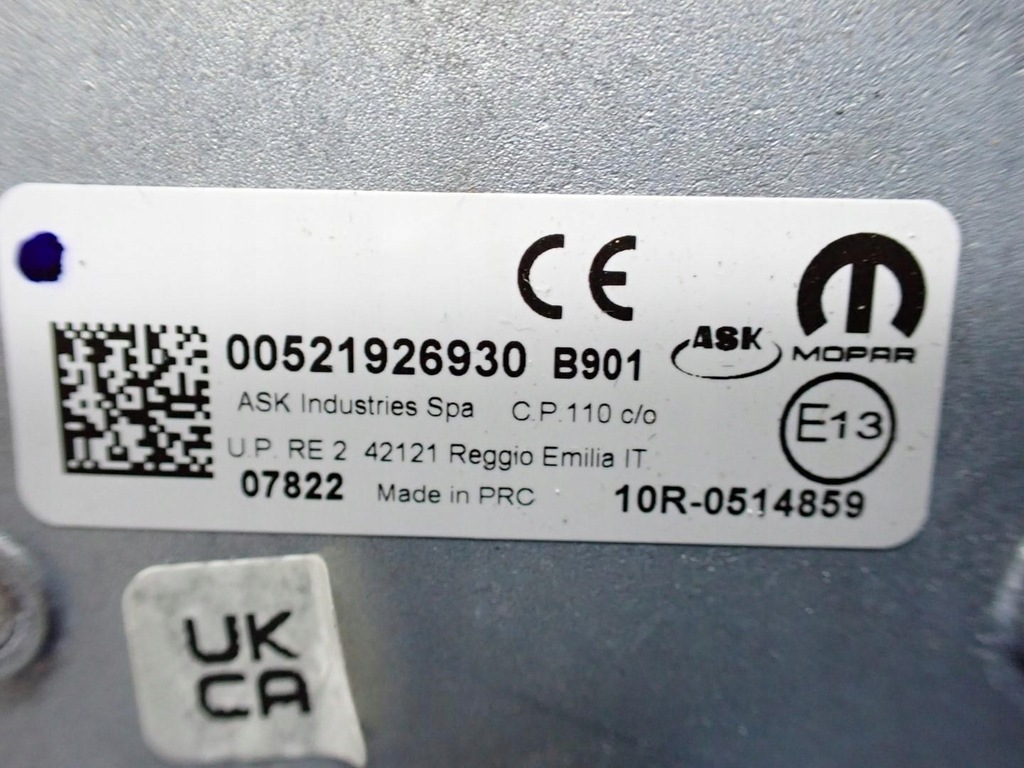 CE
ASK
MOPAR
00521926930 B901
ASK Industries Spa C.P.110 c/o
E13
U.P. RE 2 42121 Reggio Emilia IT
07822 Made in PRC 10R-0514859
UK
CA